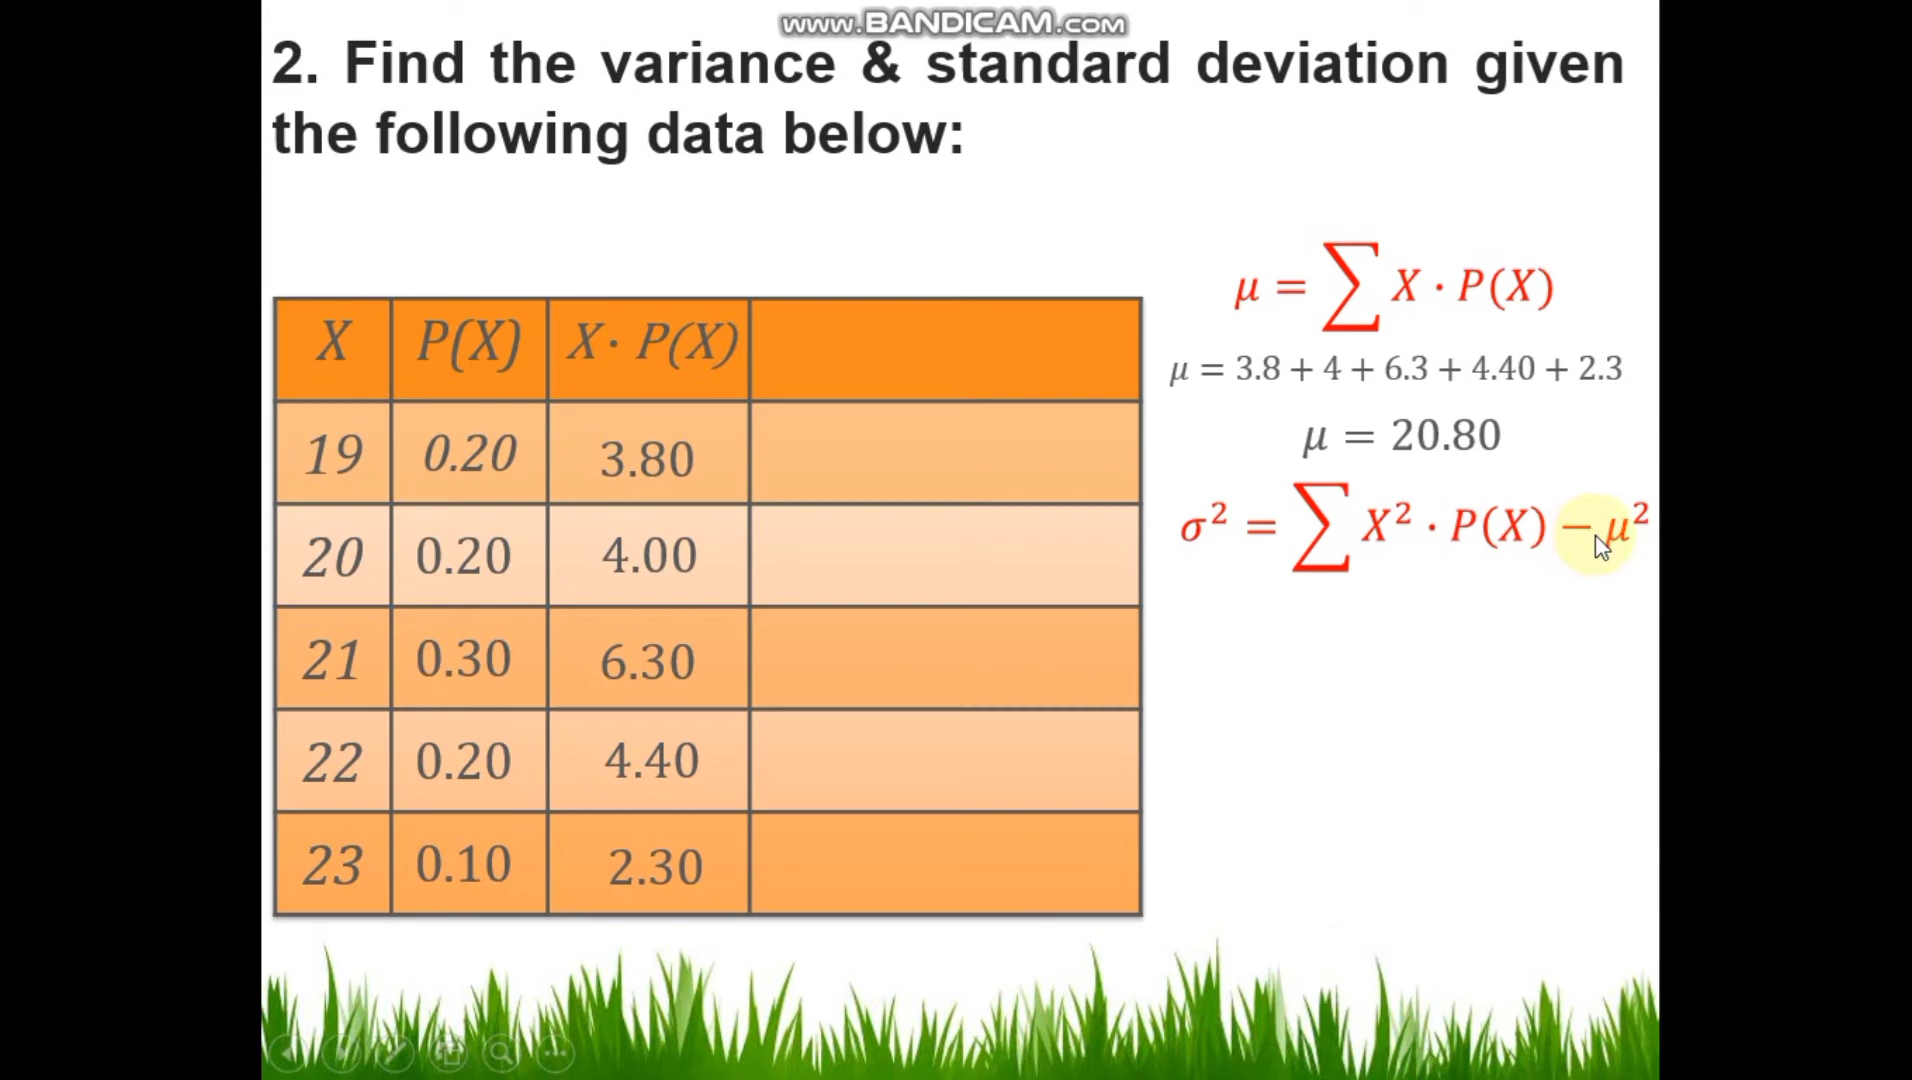 www.BANDICAM.com
2. Find the variance & standard deviation given
the following data below:
X P(X) X· P(X)
19 0.20 3.80
20 0.20 4.00
21 0.30 6.30
22 0.20 4.40
23 0.10 2.30
μ = ∑ X · P(X)
μ = 3.8 + 4 + 6.3 + 4.40 + 2.3
μ = 20.80
σ² = ∑ X² · P(X) − μ²